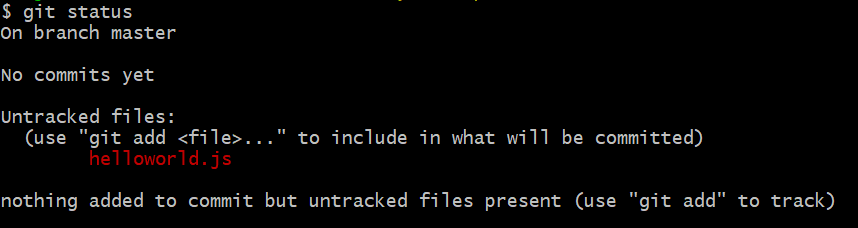 $ git status
On branch master
No commits yet
Untracked files:
(use "git add <file>..." to include in what will be committed)
helloworld.js
nothing added to commit but untracked files present (use "git add" to track)